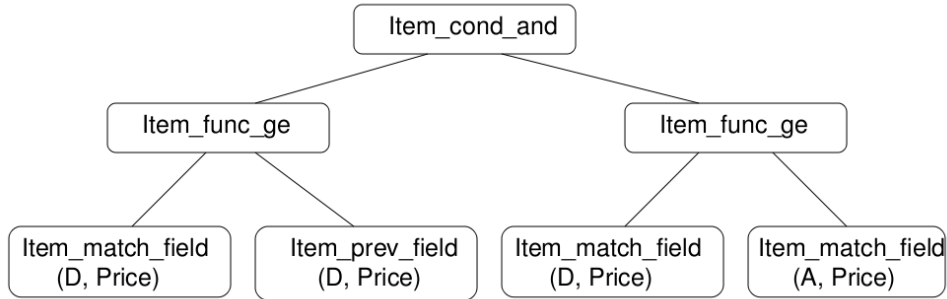 Item_cond_and
Item_func_ge
Item_func_ge
Item_match_field
(D, Price)
Item_prev_field
(D, Price)
Item_match_field
(D, Price)
Item_match_field
(A, Price)